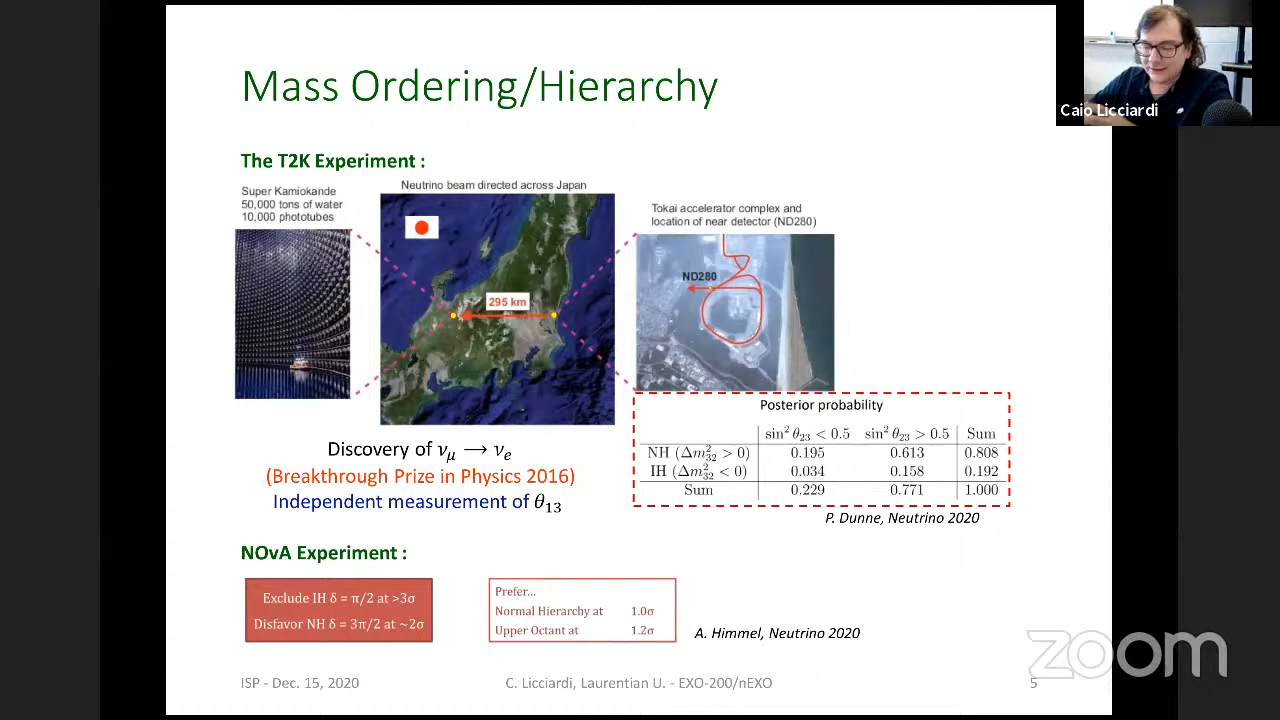 Mass Ordering/Hierarchy
Caio Licciardi
The T2K Experiment :
Super Kamiokande
50,000 tons of water
10,000 phototubes
Neutrino beam directed across Japan
Tokai accelerator complex and
location of near detector (ND280)
ND280
295 km
Posterior probability
sin² θ₂₃ < 0.5 sin² θ₂₃ > 0.5 Sum
NH (Δm²₃₂ > 0) 0.195 0.613 0.808
IH (Δm²₃₂ < 0) 0.034 0.158 0.192
Sum 0.229 0.771 1.000
P. Dunne, Neutrino 2020
Discovery of νμ ⟶ νe
(Breakthrough Prize in Physics 2016)
Independent measurement of θ₁₃
NOvA Experiment :
Exclude IH δ = π/2 at >3σ
Disfavor NH δ = 3π/2 at ~2σ
Prefer...
Normal Hierarchy at 1.0σ
Upper Octant at 1.2σ
A. Himmel, Neutrino 2020
zoom
ISP - Dec. 15, 2020
C. Licciardi, Laurentian U. - EXO-200/nEXO
5